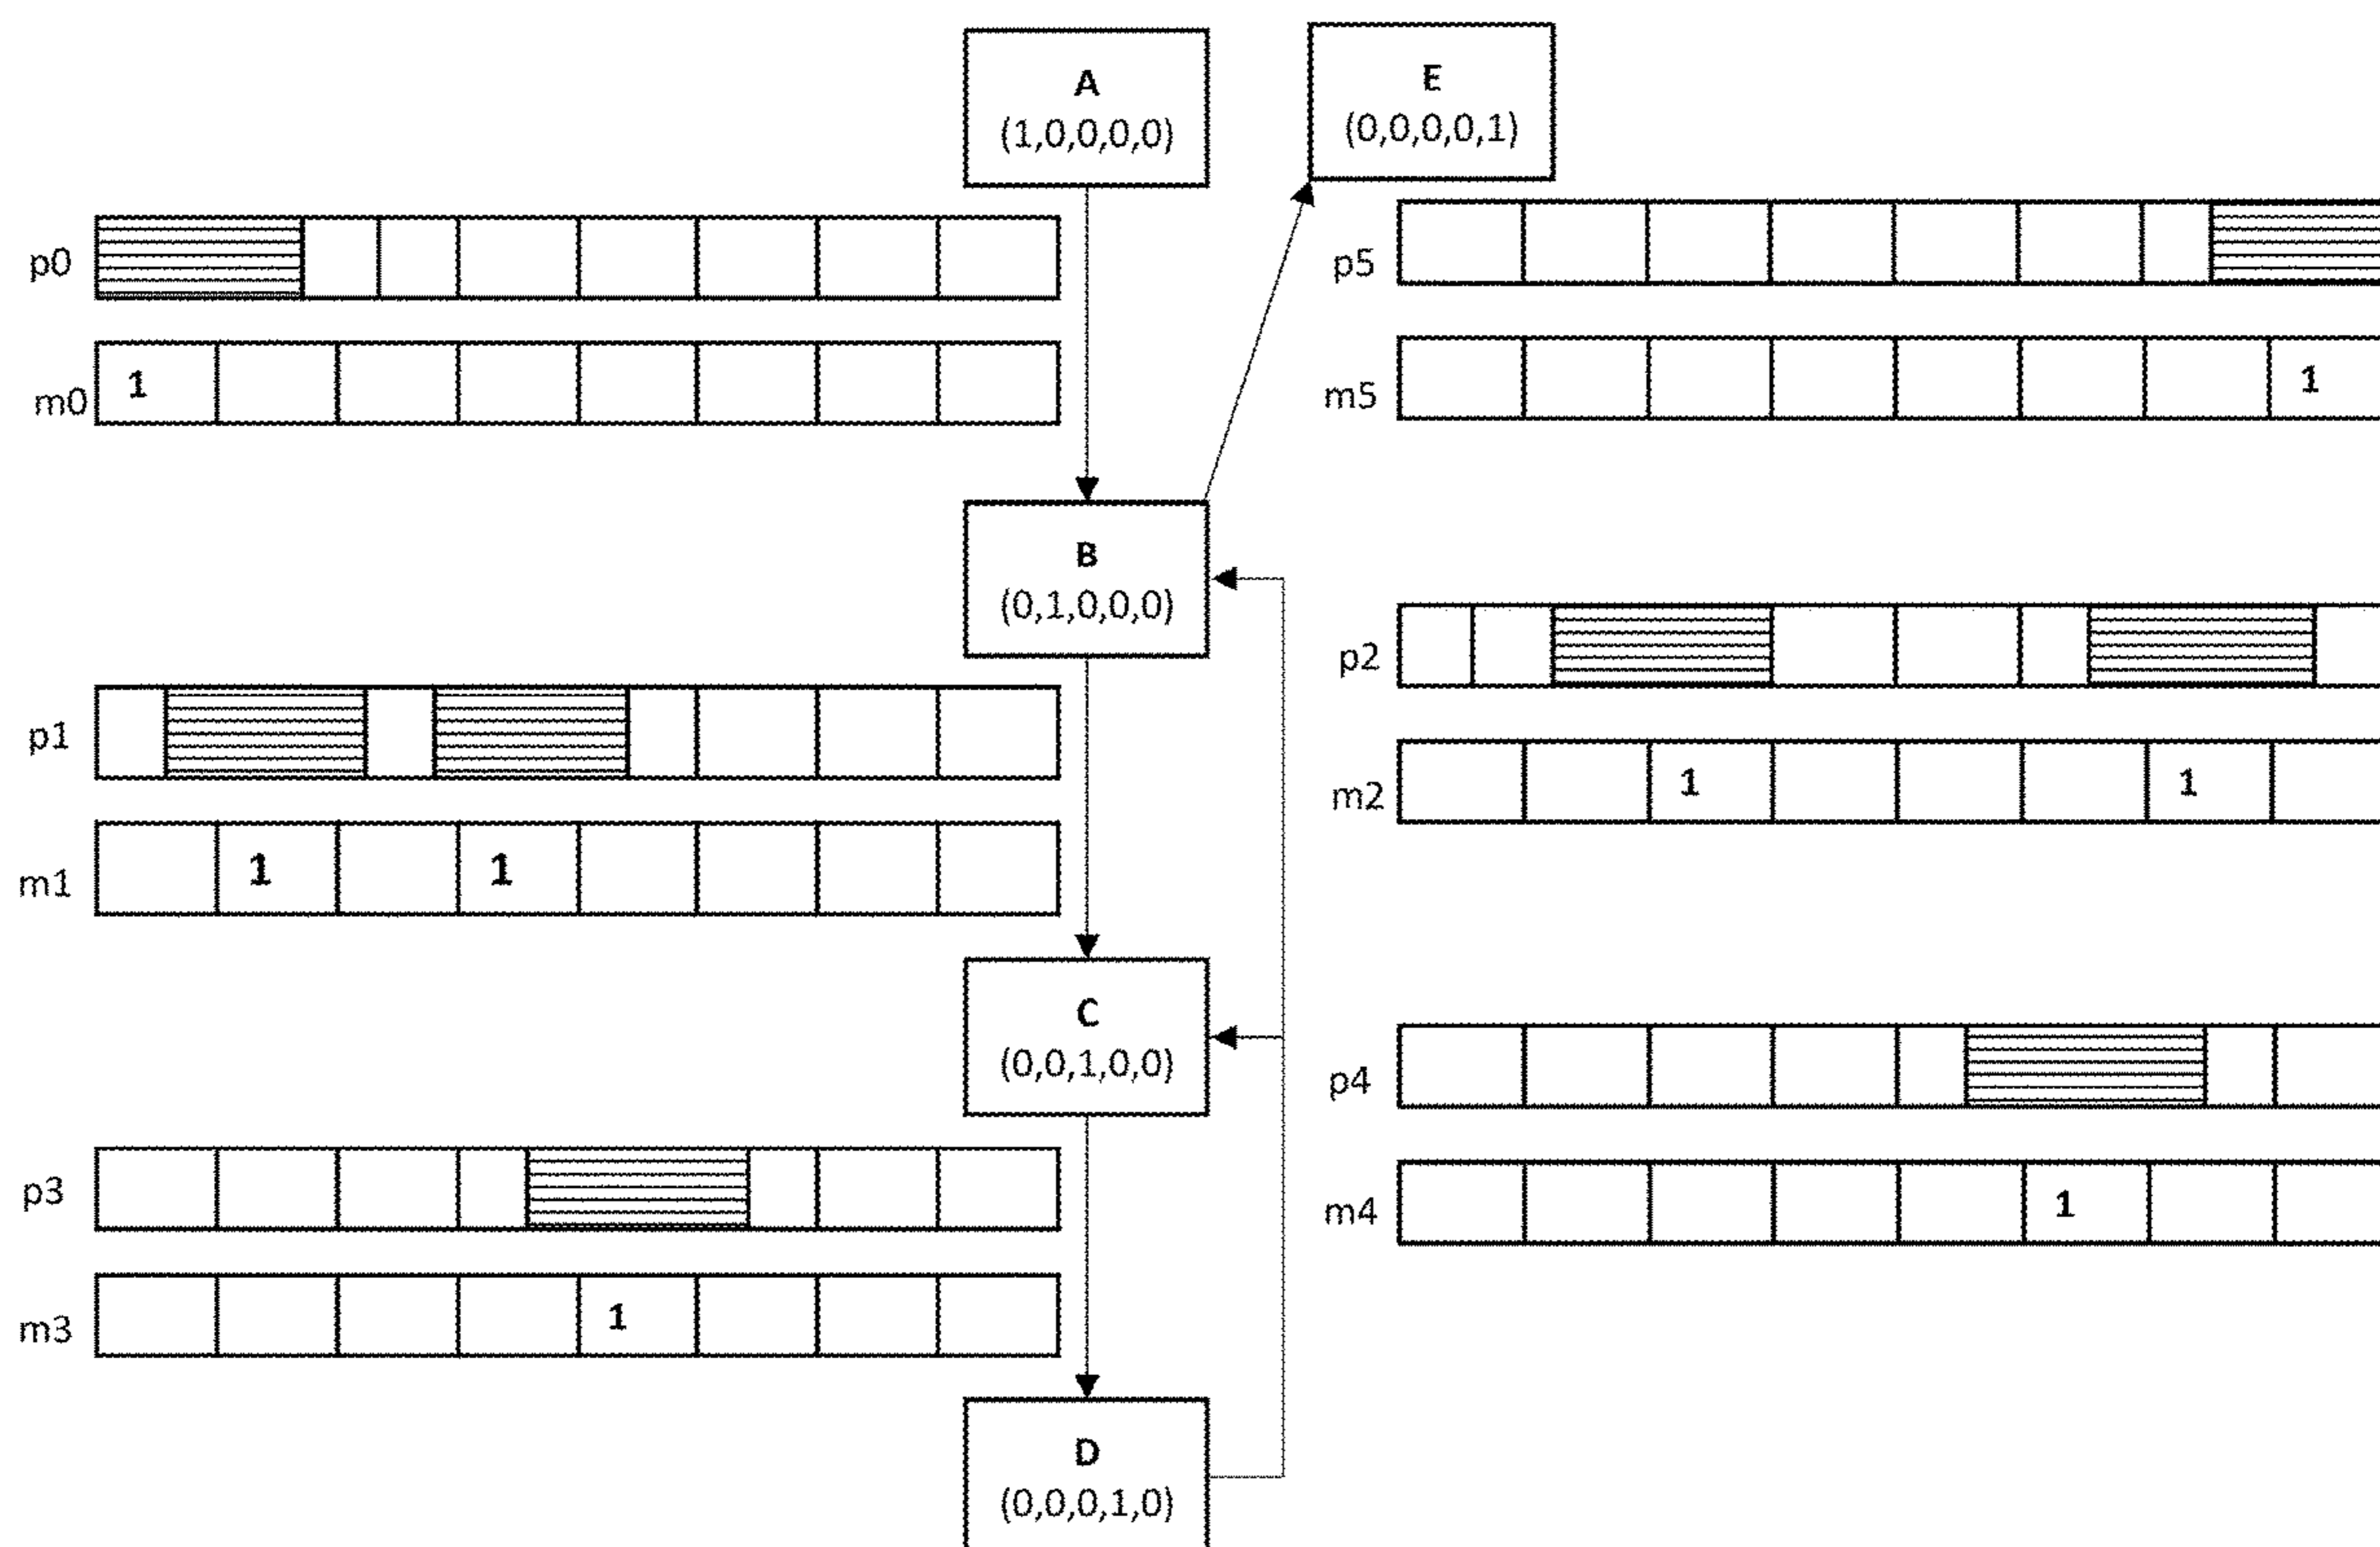 A
(1,0,0,0,0)
E
(0,0,0,0,1)
p0
p5
m0 1
m5 1
B
(0,1,0,0,0)
p1
p2
m1 1 1
m2 1 1
C
(0,0,1,0,0)
p3
p4
m3 1
m4 1
D
(0,0,0,1,0)